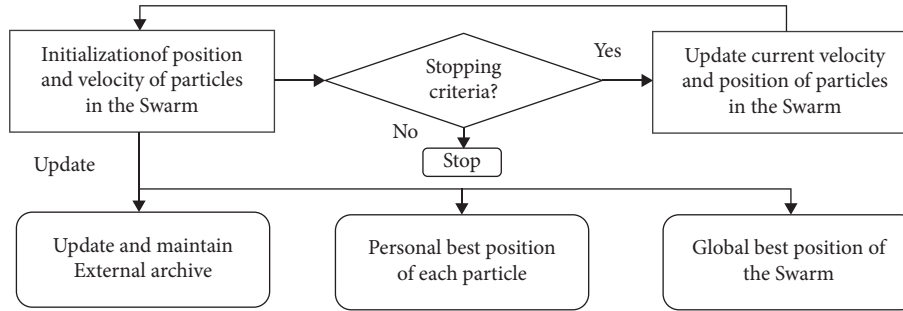 Initializationof position
and velocity of particles
in the Swarm
Stopping
criteria?
Yes
Update current velocity
and position of particles
in the Swarm
No
Stop
Update
Update and maintain
External archive
Personal best position
of each particle
Global best position of
the Swarm